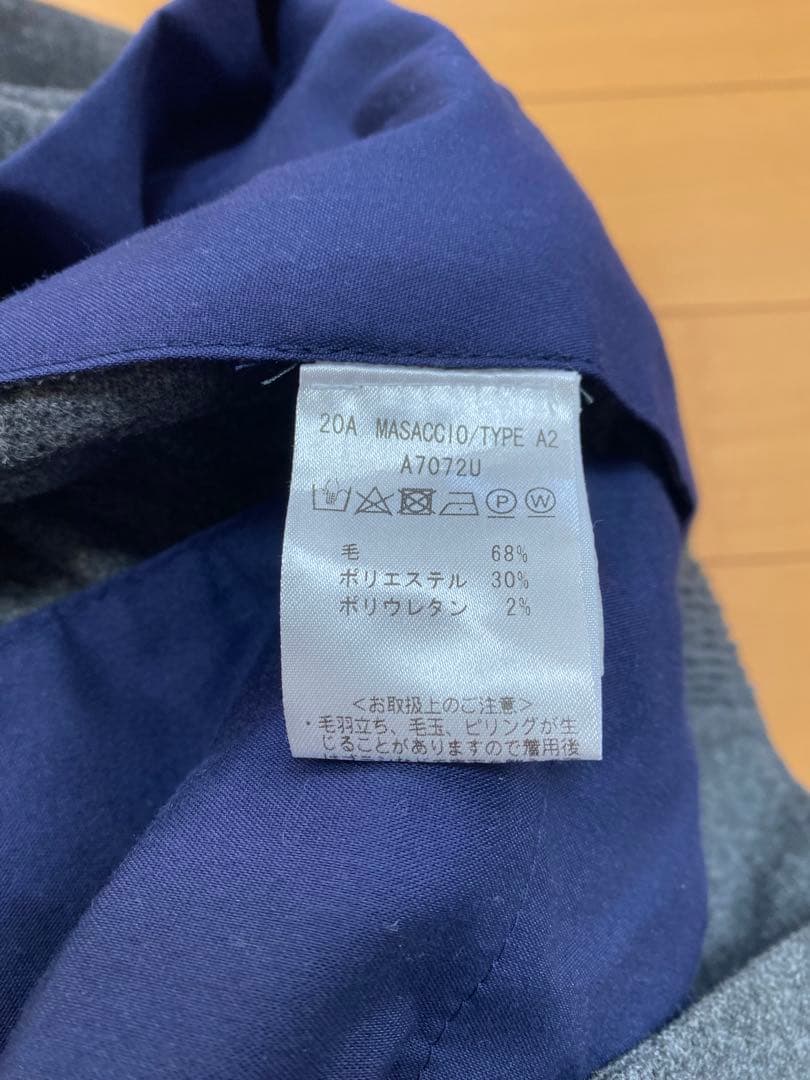 20A MASACCIO/TYPE A2
A7072U
P W
毛 68%
ポリエステル 30%
ポリウレタン 2%
<お取扱上のご注意>
・毛羽立ち、毛玉、ピリングが生
じることがありますので着用後